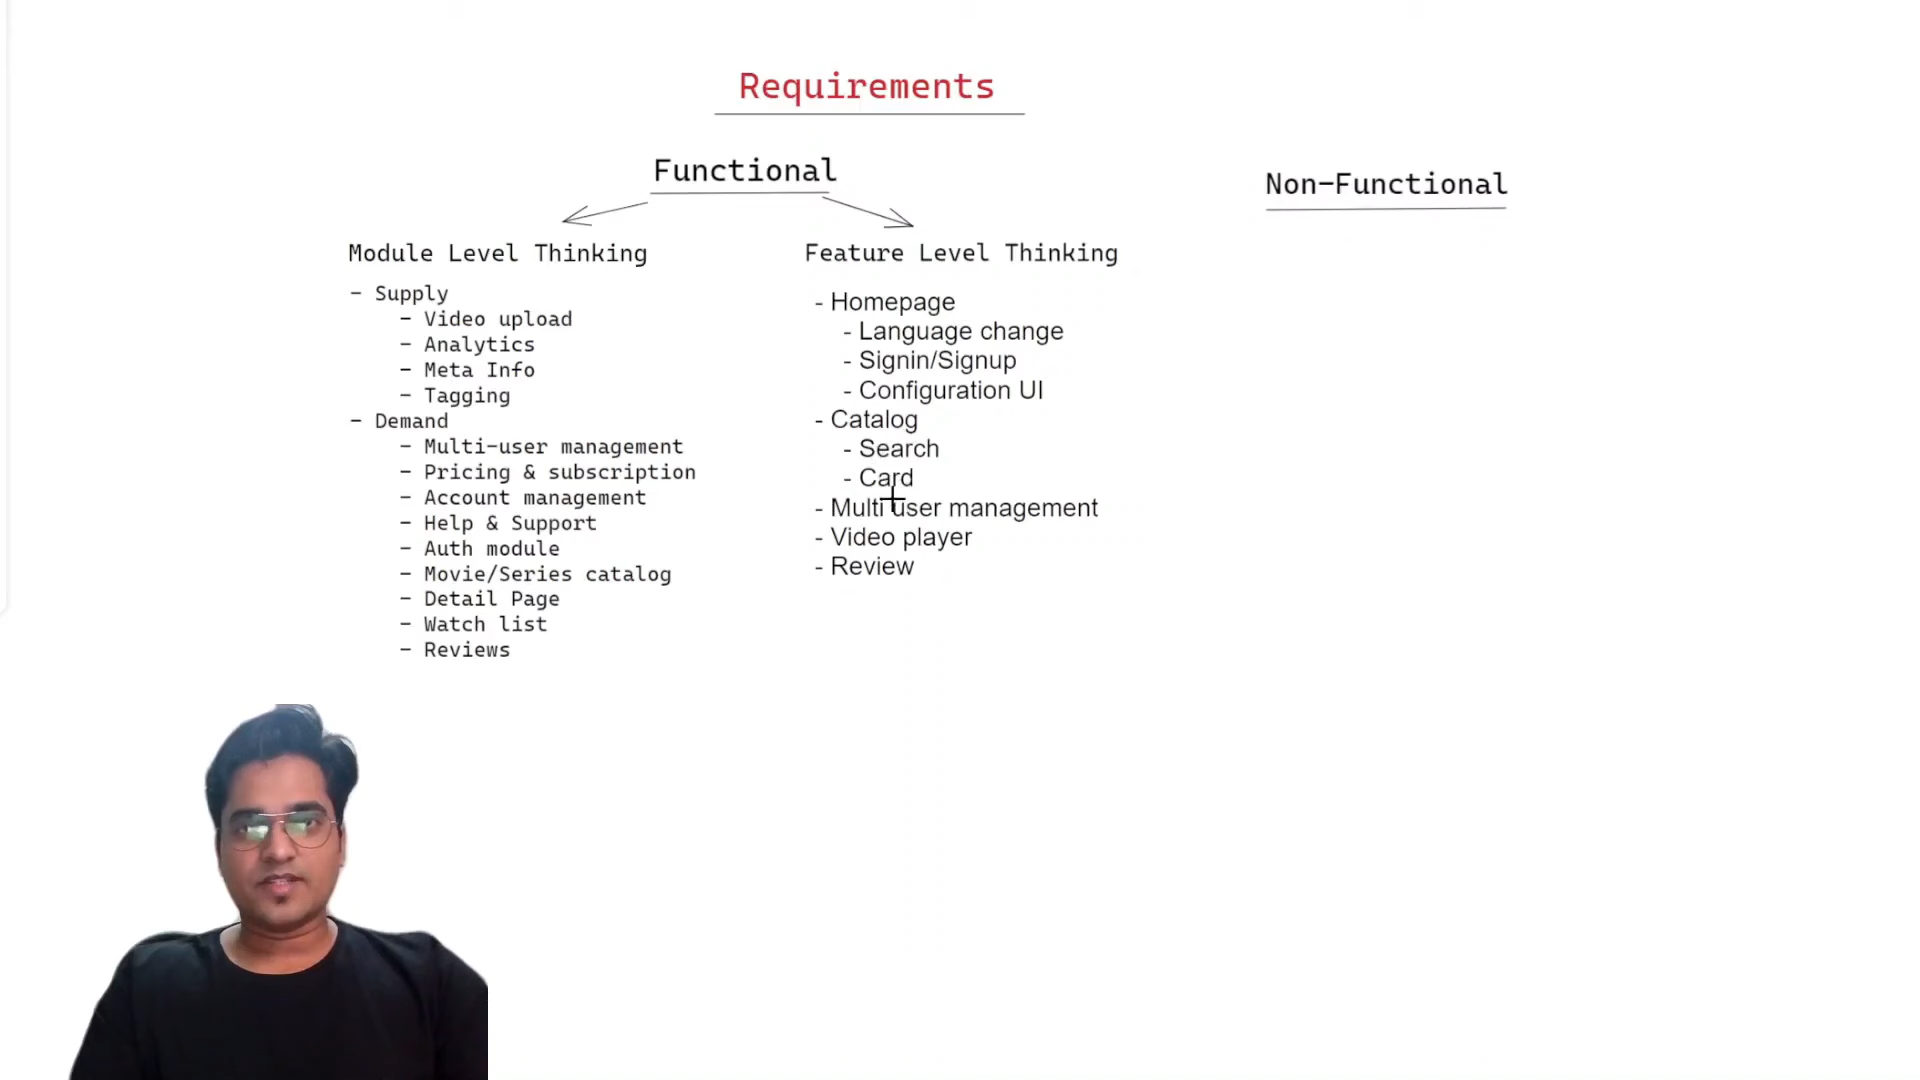 Requirements
Functional
Non-Functional
Module Level Thinking
- Supply
- Video upload
- Analytics
- Meta Info
- Tagging
- Demand
- Multi-user management
- Pricing & subscription
- Account management
- Help & Support
- Auth module
- Movie/Series catalog
- Detail Page
- Watch list
- Reviews
Feature Level Thinking
- Homepage
- Language change
- Signin/Signup
- Configuration UI
- Catalog
- Search
- Card
- Multi user management
- Video player
- Review